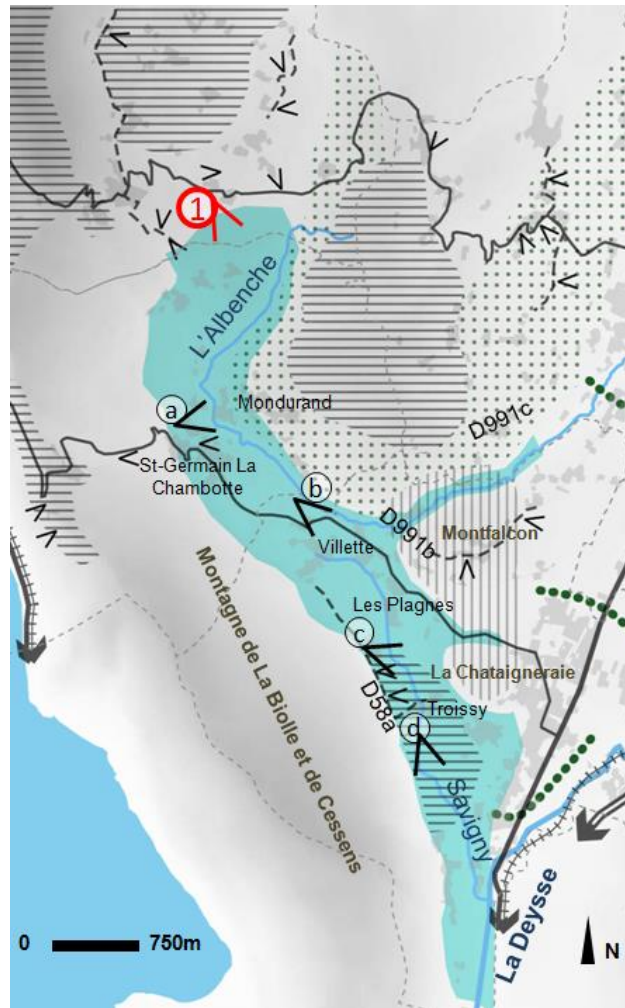 1
L'Albenche
a
Mondurand
D991c
St-Germain La
Chambotte
b
D991b
Montfalcon
Villette
Montagne de La Biolle et de Cessens
Les Plagnes
c
La Chataigneraie
D58a
Troissy
d
Savigny
La Deysse
0 750m
N